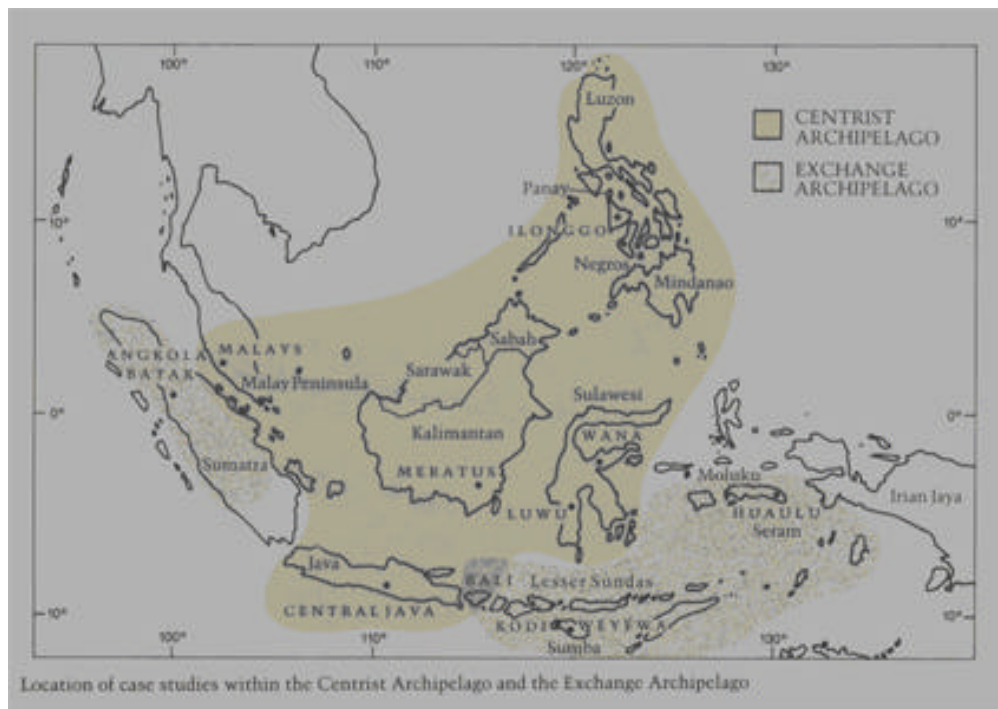 100°
110°
120°
130°
Luzon
CENTRIST
ARCHIPELAGO
EXCHANGE
ARCHIPELAGO
Panay
10°
10°
ILONGGO
Negros
Mindanao
Sabah
ANGKOLA
BATAK
MALAYS
Malay Peninsula
Sarawak
Sulawesi
0°
0°
Kalimantan
WANA
Sumatra
MERATUS
Moluku
Irian Jaya
LUWU
HUAULU
Seram
Java
BALI
Lesser Sundas
CENTRAL JAVA
10°
10°
KODI
WEYEWA
Sumba
100°
110°
130°
Location of case studies within the Centrist Archipelago and the Exchange Archipelago